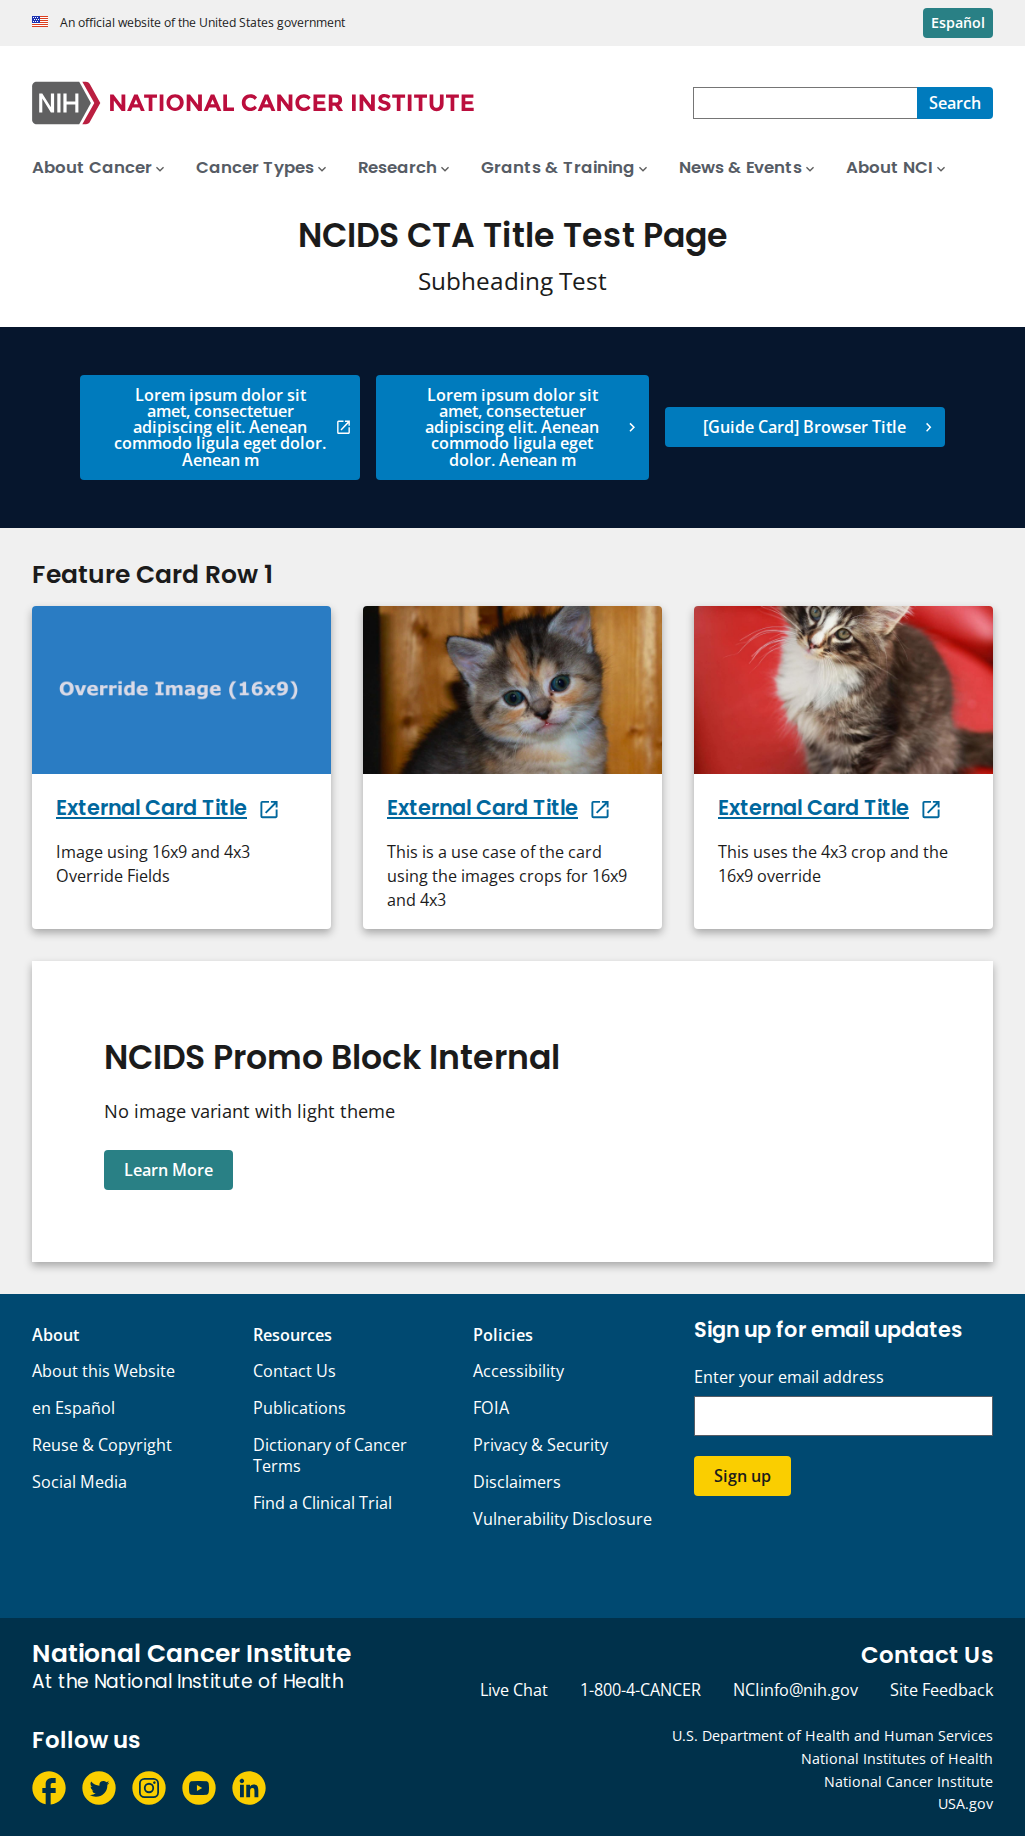 An official website of the United States government
Español
NIH NATIONAL CANCER INSTITUTE
Search
About Cancer
Cancer Types
Research
Grants & Training
News & Events
About NCI
NCIDS CTA Title Test Page
Subheading Test
Lorem ipsum dolor sit
amet, consectetuer
adipiscing elit. Aenean
commodo ligula eget dolor.
Aenean m
Lorem ipsum dolor sit
amet, consectetuer
adipiscing elit. Aenean
commodo ligula eget
dolor. Aenean m
[Guide Card] Browser Title
Feature Card Row 1
Override Image (16x9)
External Card Title
Image using 16x9 and 4x3
Override Fields
External Card Title
This is a use case of the card
using the images crops for 16x9
and 4x3
External Card Title
This uses the 4x3 crop and the
16x9 override
NCIDS Promo Block Internal
No image variant with light theme
Learn More
About
About this Website
en Español
Reuse & Copyright
Social Media
Resources
Contact Us
Publications
Dictionary of Cancer
Terms
Find a Clinical Trial
Policies
Accessibility
FOIA
Privacy & Security
Disclaimers
Vulnerability Disclosure
Sign up for email updates
Enter your email address
Sign up
National Cancer Institute
At the National Institute of Health
Contact Us
Live Chat
1-800-4-CANCER
NCIinfo@nih.gov
Site Feedback
Follow us
U.S. Department of Health and Human Services
National Institutes of Health
National Cancer Institute
USA.gov